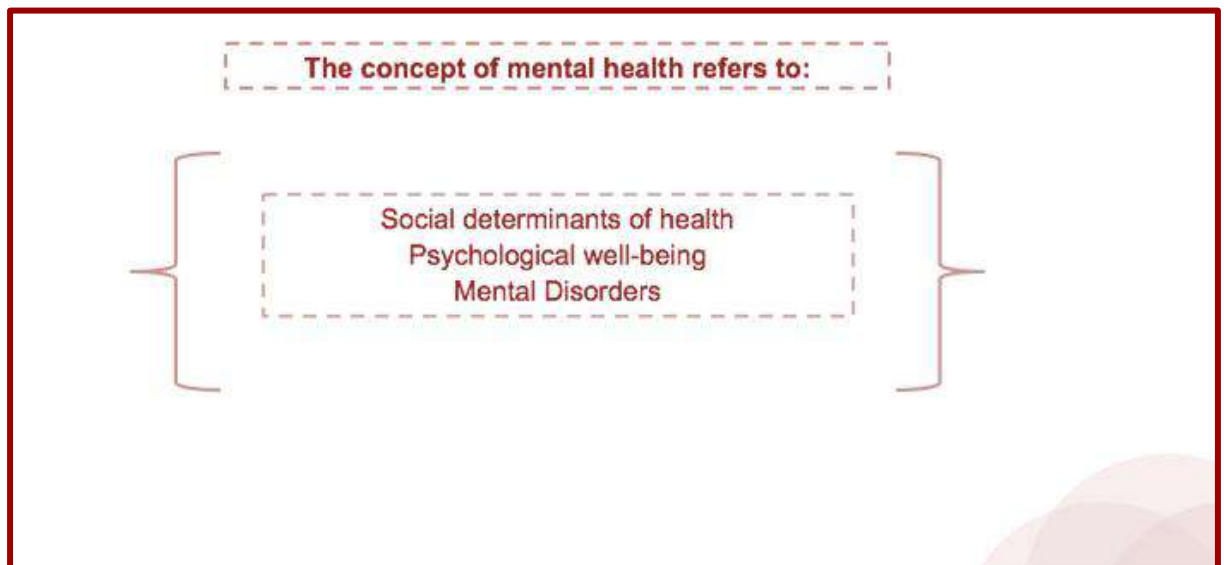 The concept of mental health refers to:
Social determinants of health
Psychological well-being
Mental Disorders